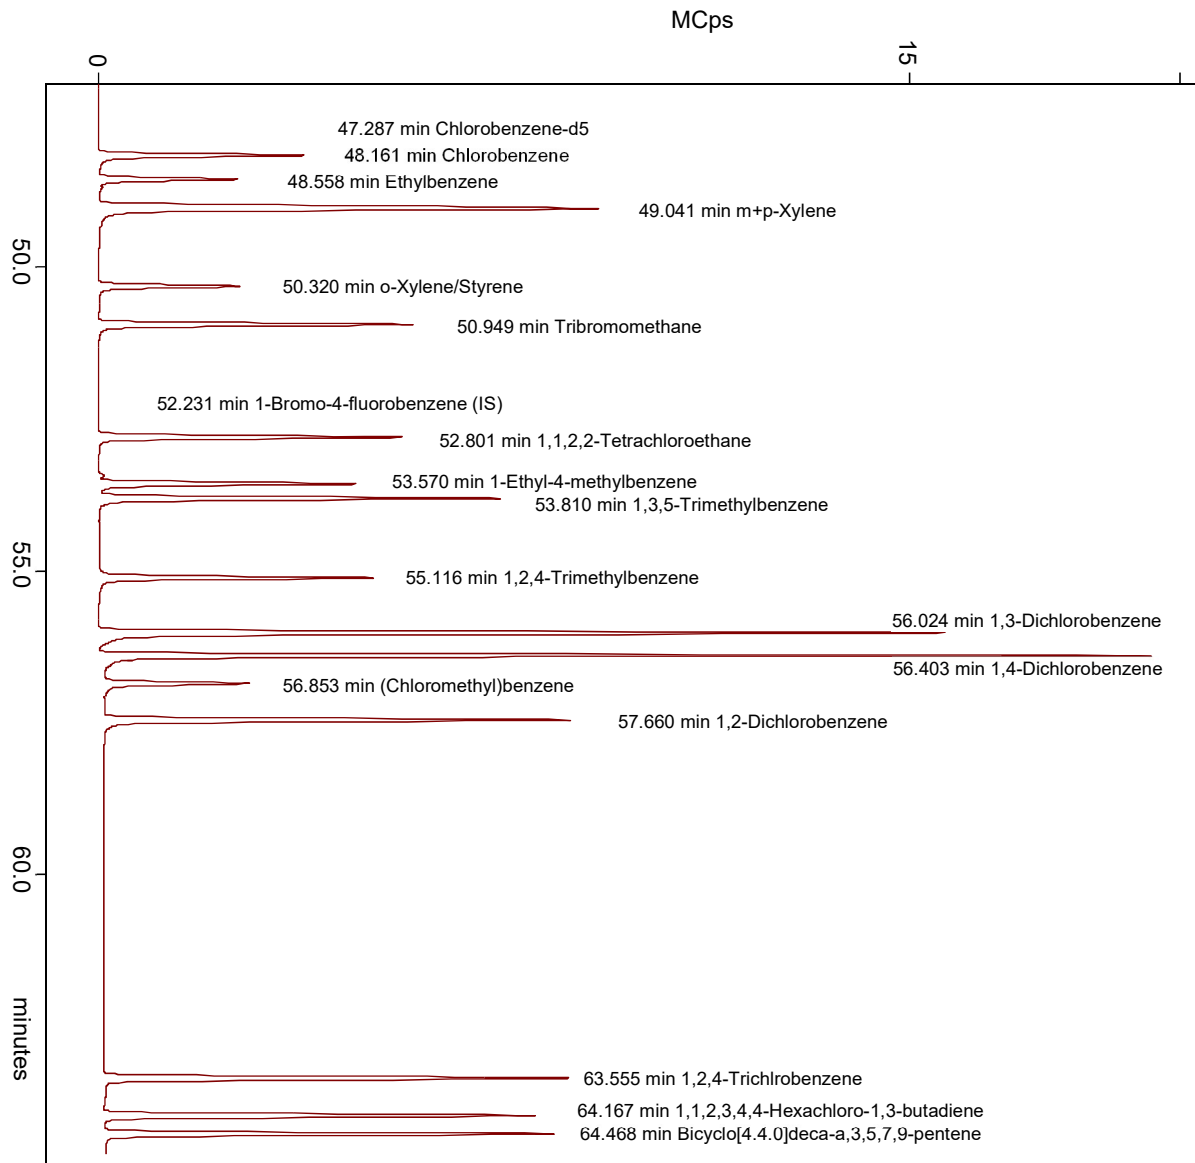 MCps
0
15
47.287 min Chlorobenzene-d5
48.161 min Chlorobenzene
48.558 min Ethylbenzene
49.041 min m+p-Xylene
50.0
50.320 min o-Xylene/Styrene
50.949 min Tribromomethane
52.231 min 1-Bromo-4-fluorobenzene (IS)
52.801 min 1,1,2,2-Tetrachloroethane
53.570 min 1-Ethyl-4-methylbenzene
53.810 min 1,3,5-Trimethylbenzene
55.0
55.116 min 1,2,4-Trimethylbenzene
56.024 min 1,3-Dichlorobenzene
56.403 min 1,4-Dichlorobenzene
56.853 min (Chloromethyl)benzene
57.660 min 1,2-Dichlorobenzene
60.0
minutes
63.555 min 1,2,4-Trichlrobenzene
64.167 min 1,1,2,3,4,4-Hexachloro-1,3-butadiene
64.468 min Bicyclo[4.4.0]deca-a,3,5,7,9-pentene